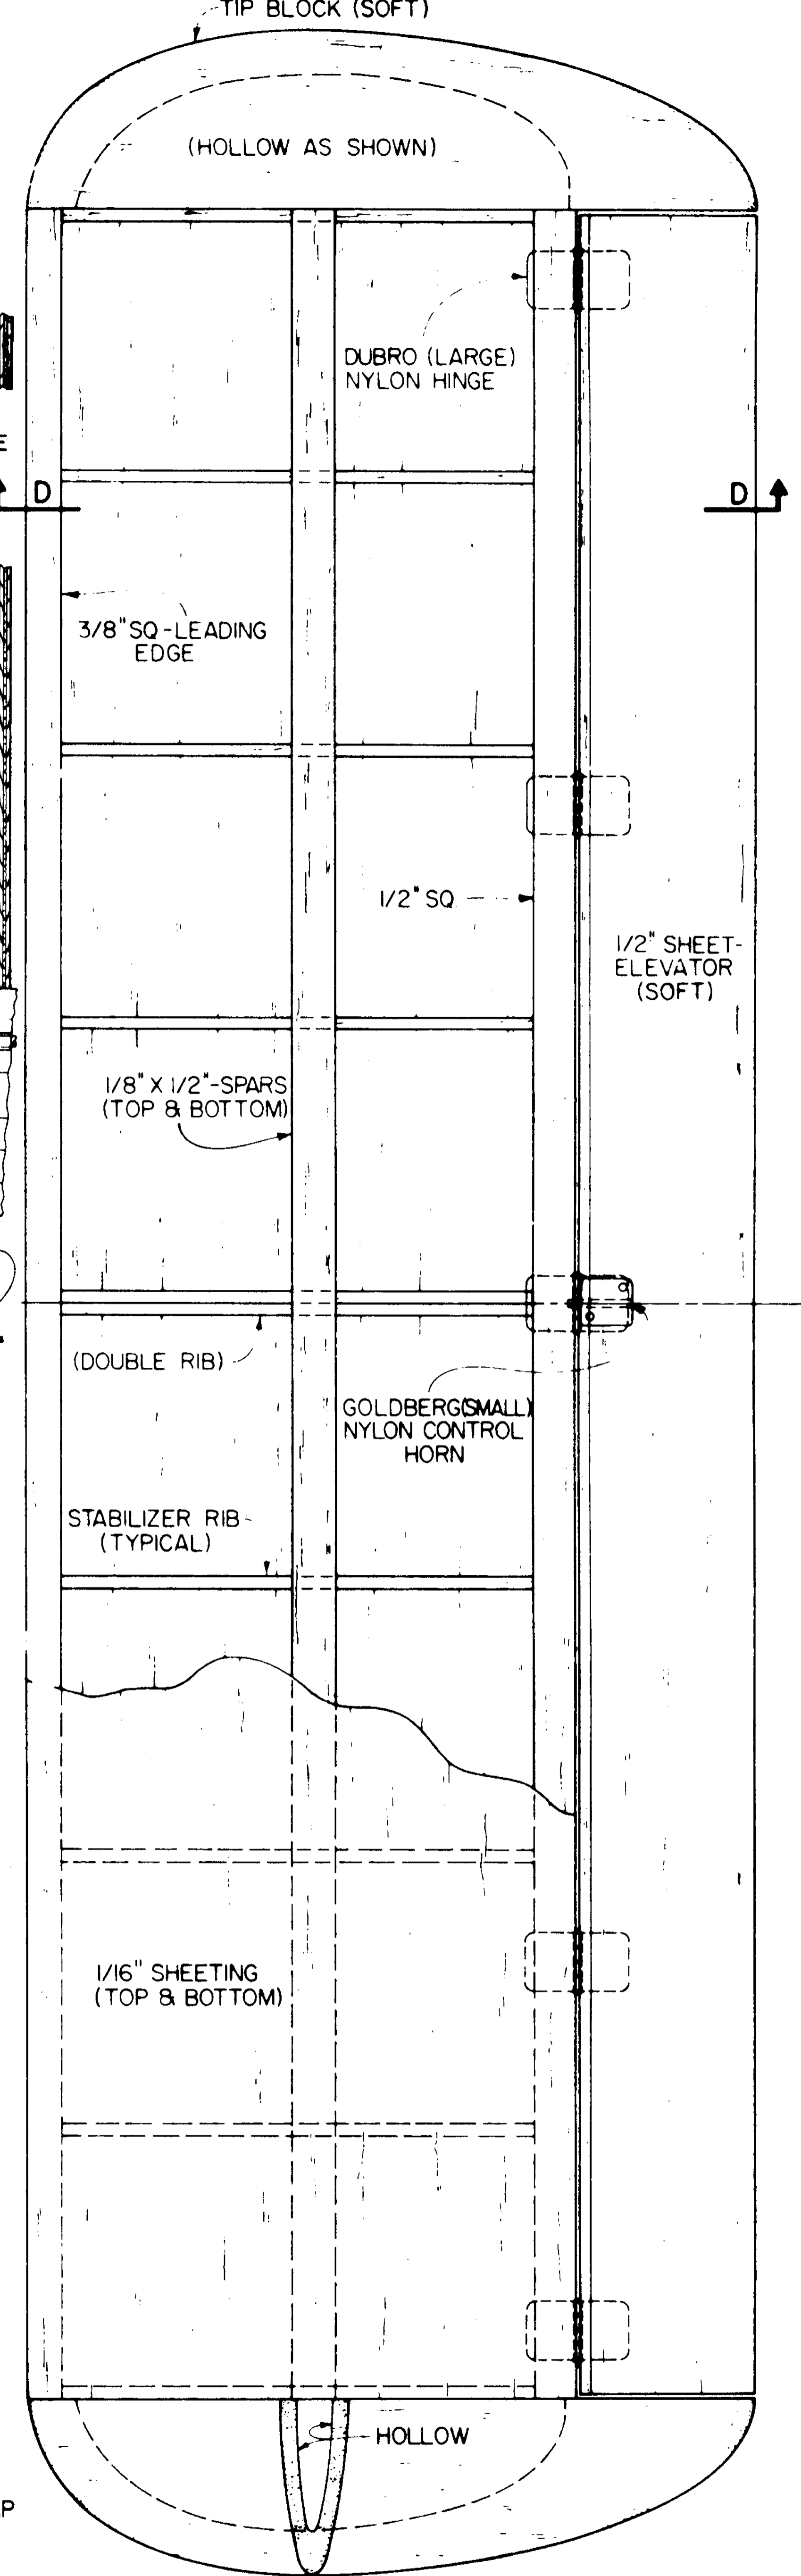 TIP BLOCK (SOFT)
(HOLLOW AS SHOWN)
DUBRO (LARGE)
NYLON HINGE
E
D
D
3/8" SQ-LEADING
EDGE
1/2" SQ
1/2" SHEET-
ELEVATOR
(SOFT)
1/8" X 1/2"-SPARS
(TOP & BOTTOM)
(DOUBLE RIB)
GOLDBERG(SMALL)
NYLON CONTROL
HORN
STABILIZER RIB-
(TYPICAL)
1/16" SHEETING
(TOP & BOTTOM)
HOLLOW
P